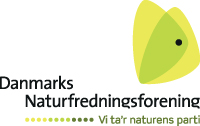 Danmarks
Naturfredningsforening
Vi ta'r naturens parti